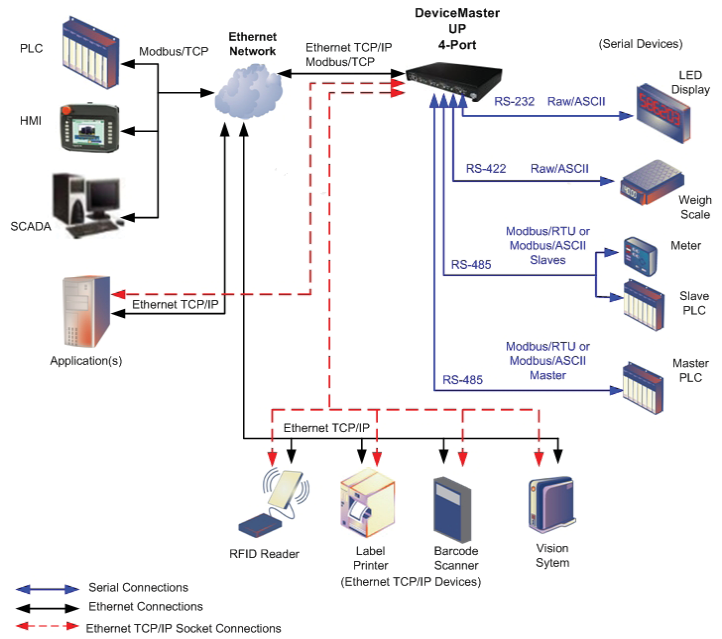 DeviceMaster
UP
4-Port
Ethernet
Network
PLC
Modbus/TCP
Ethernet TCP/IP
Modbus/TCP
(Serial Devices)
LED
Display
RS-232 Raw/ASCII
HMI
RS-422 Raw/ASCII
Weigh
Scale
SCADA
Modbus/RTU or
Modbus/ASCII
Slaves
RS-485
Meter
Slave
PLC
Ethernet TCP/IP
Application(s)
Modbus/RTU or
Modbus/ASCII
Master
RS-485
Master
PLC
Ethernet TCP/IP
RFID Reader
Label
Printer
Barcode
Scanner
Vision
Sytem
(Ethernet TCP/IP Devices)
Serial Connections
Ethernet Connections
Ethernet TCP/IP Socket Connections